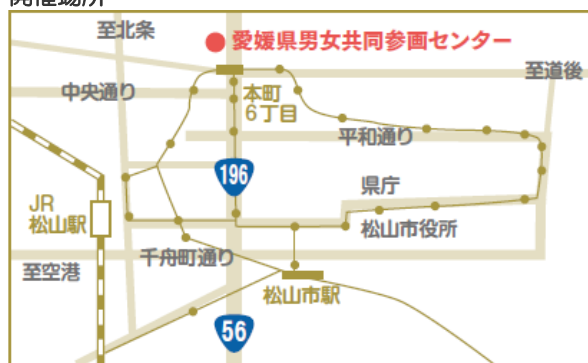 開催場所
至北条
愛媛県男女共同参画センター
至道後
中央通り
本町
6丁目
平和通り
196
県庁
JR
松山駅
松山市役所
千舟町通り
至空港
松山市駅
56